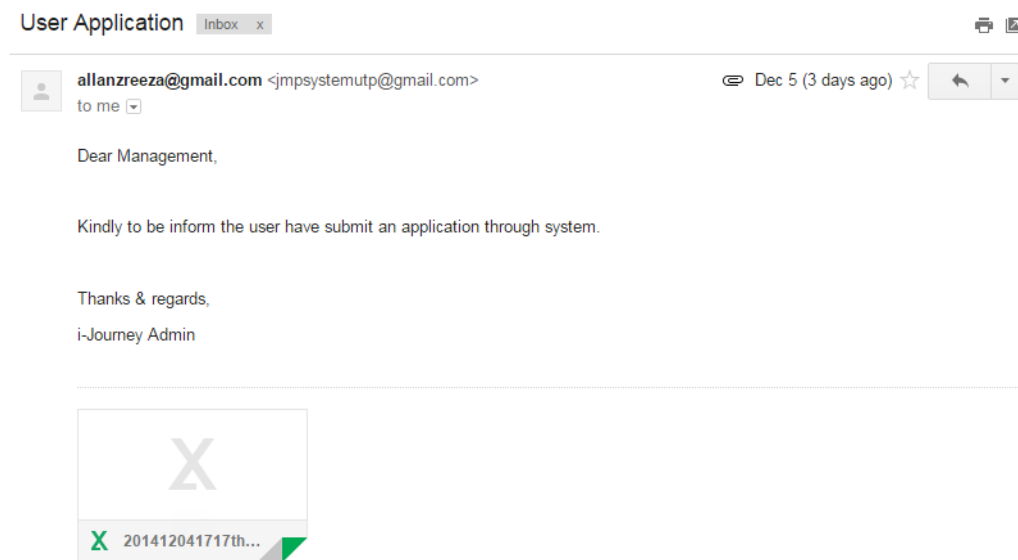 User Application Inbox x
allanzreeza@gmail.com <jmpsystemutp@gmail.com> Dec 5 (3 days ago)
to me
Dear Management,
Kindly to be inform the user have submit an application through system.
Thanks & regards,
i-Journey Admin
201412041717th...